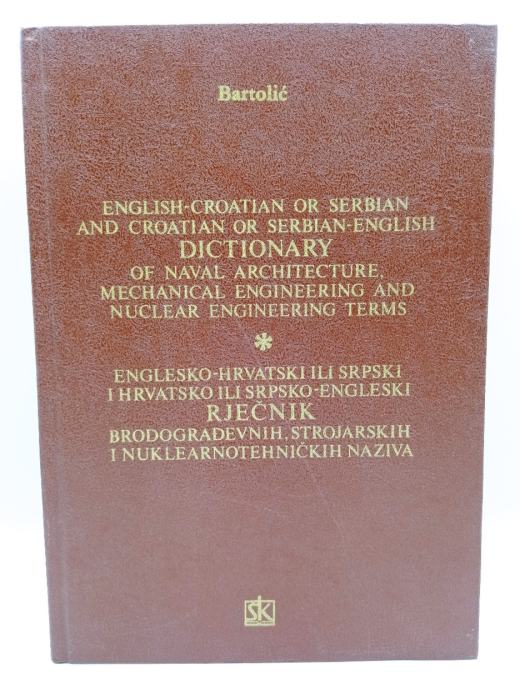 Bartolić
ENGLISH-CROATIAN OR SERBIAN
AND CROATIAN OR SERBIAN-ENGLISH
DICTIONARY
OF NAVAL ARCHITECTURE,
MECHANICAL ENGINEERING AND
NUCLEAR ENGINEERING TERMS
*
ENGLESKO-HRVATSKI ILI SRPSKI
I HRVATSKO ILI SRPSKO-ENGLESKI
RJEČNIK
BRODOGRAĐEVNIH, STROJARSKIH
I NUKLEARNOTEHNIČKIH NAZIVA
šk